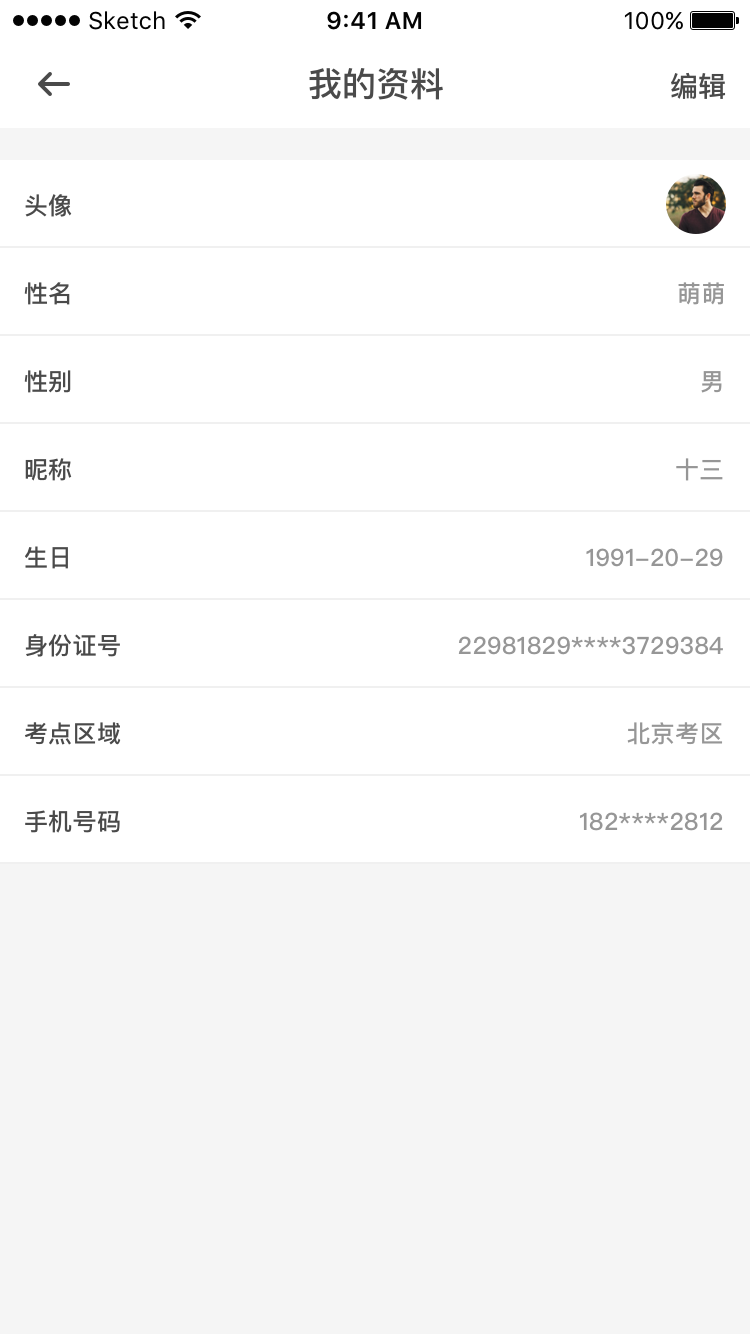 ●●●●● Sketch 9:41 AM 100%
我的资料 编辑
头像
性名 萌萌
性别 男
昵称 十三
生日 1991–20–29
身份证号 22981829****3729384
考点区域 北京考区
手机号码 182****2812